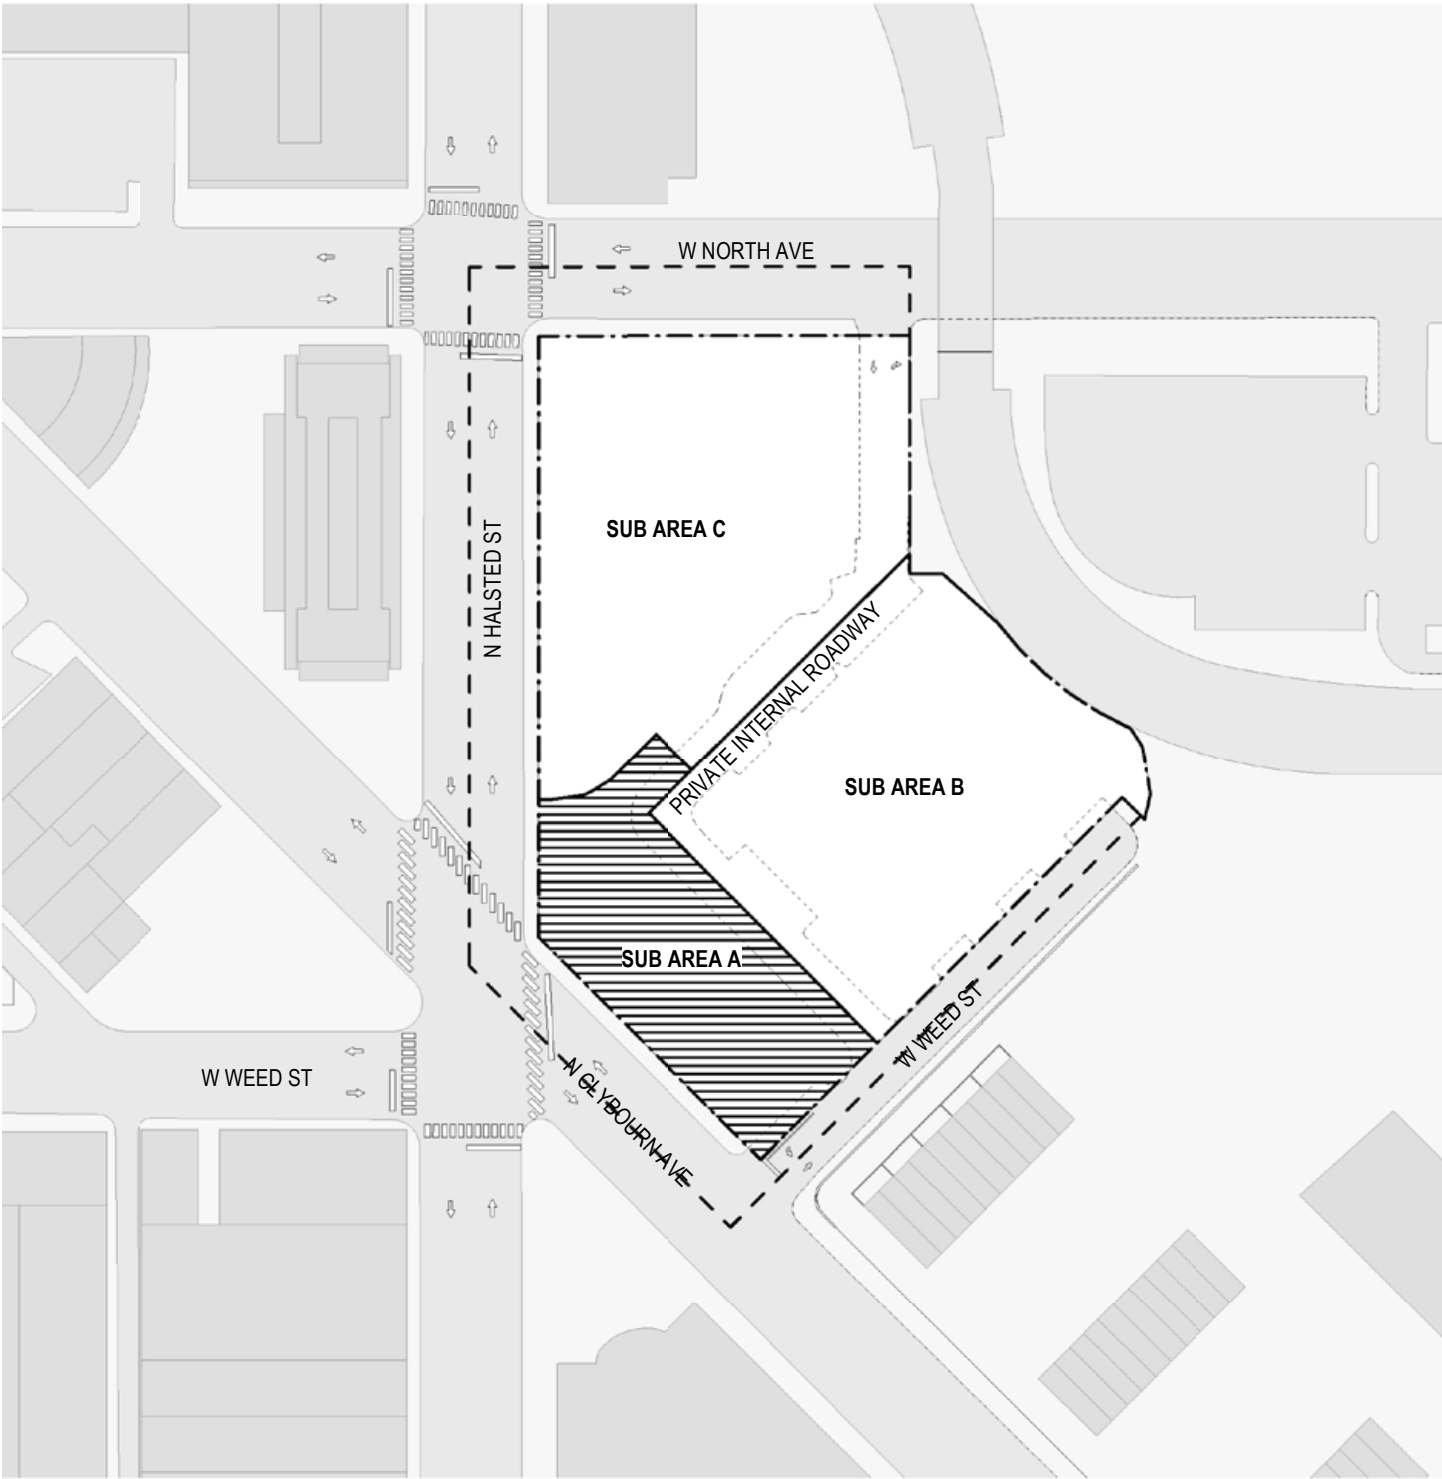 W NORTH AVE
SUB AREA C
N HALSTED ST
PRIVATE INTERNAL ROADWAY
SUB AREA B
SUB AREA A
W WEED ST
W WEED ST
N CLYBOURN AVE